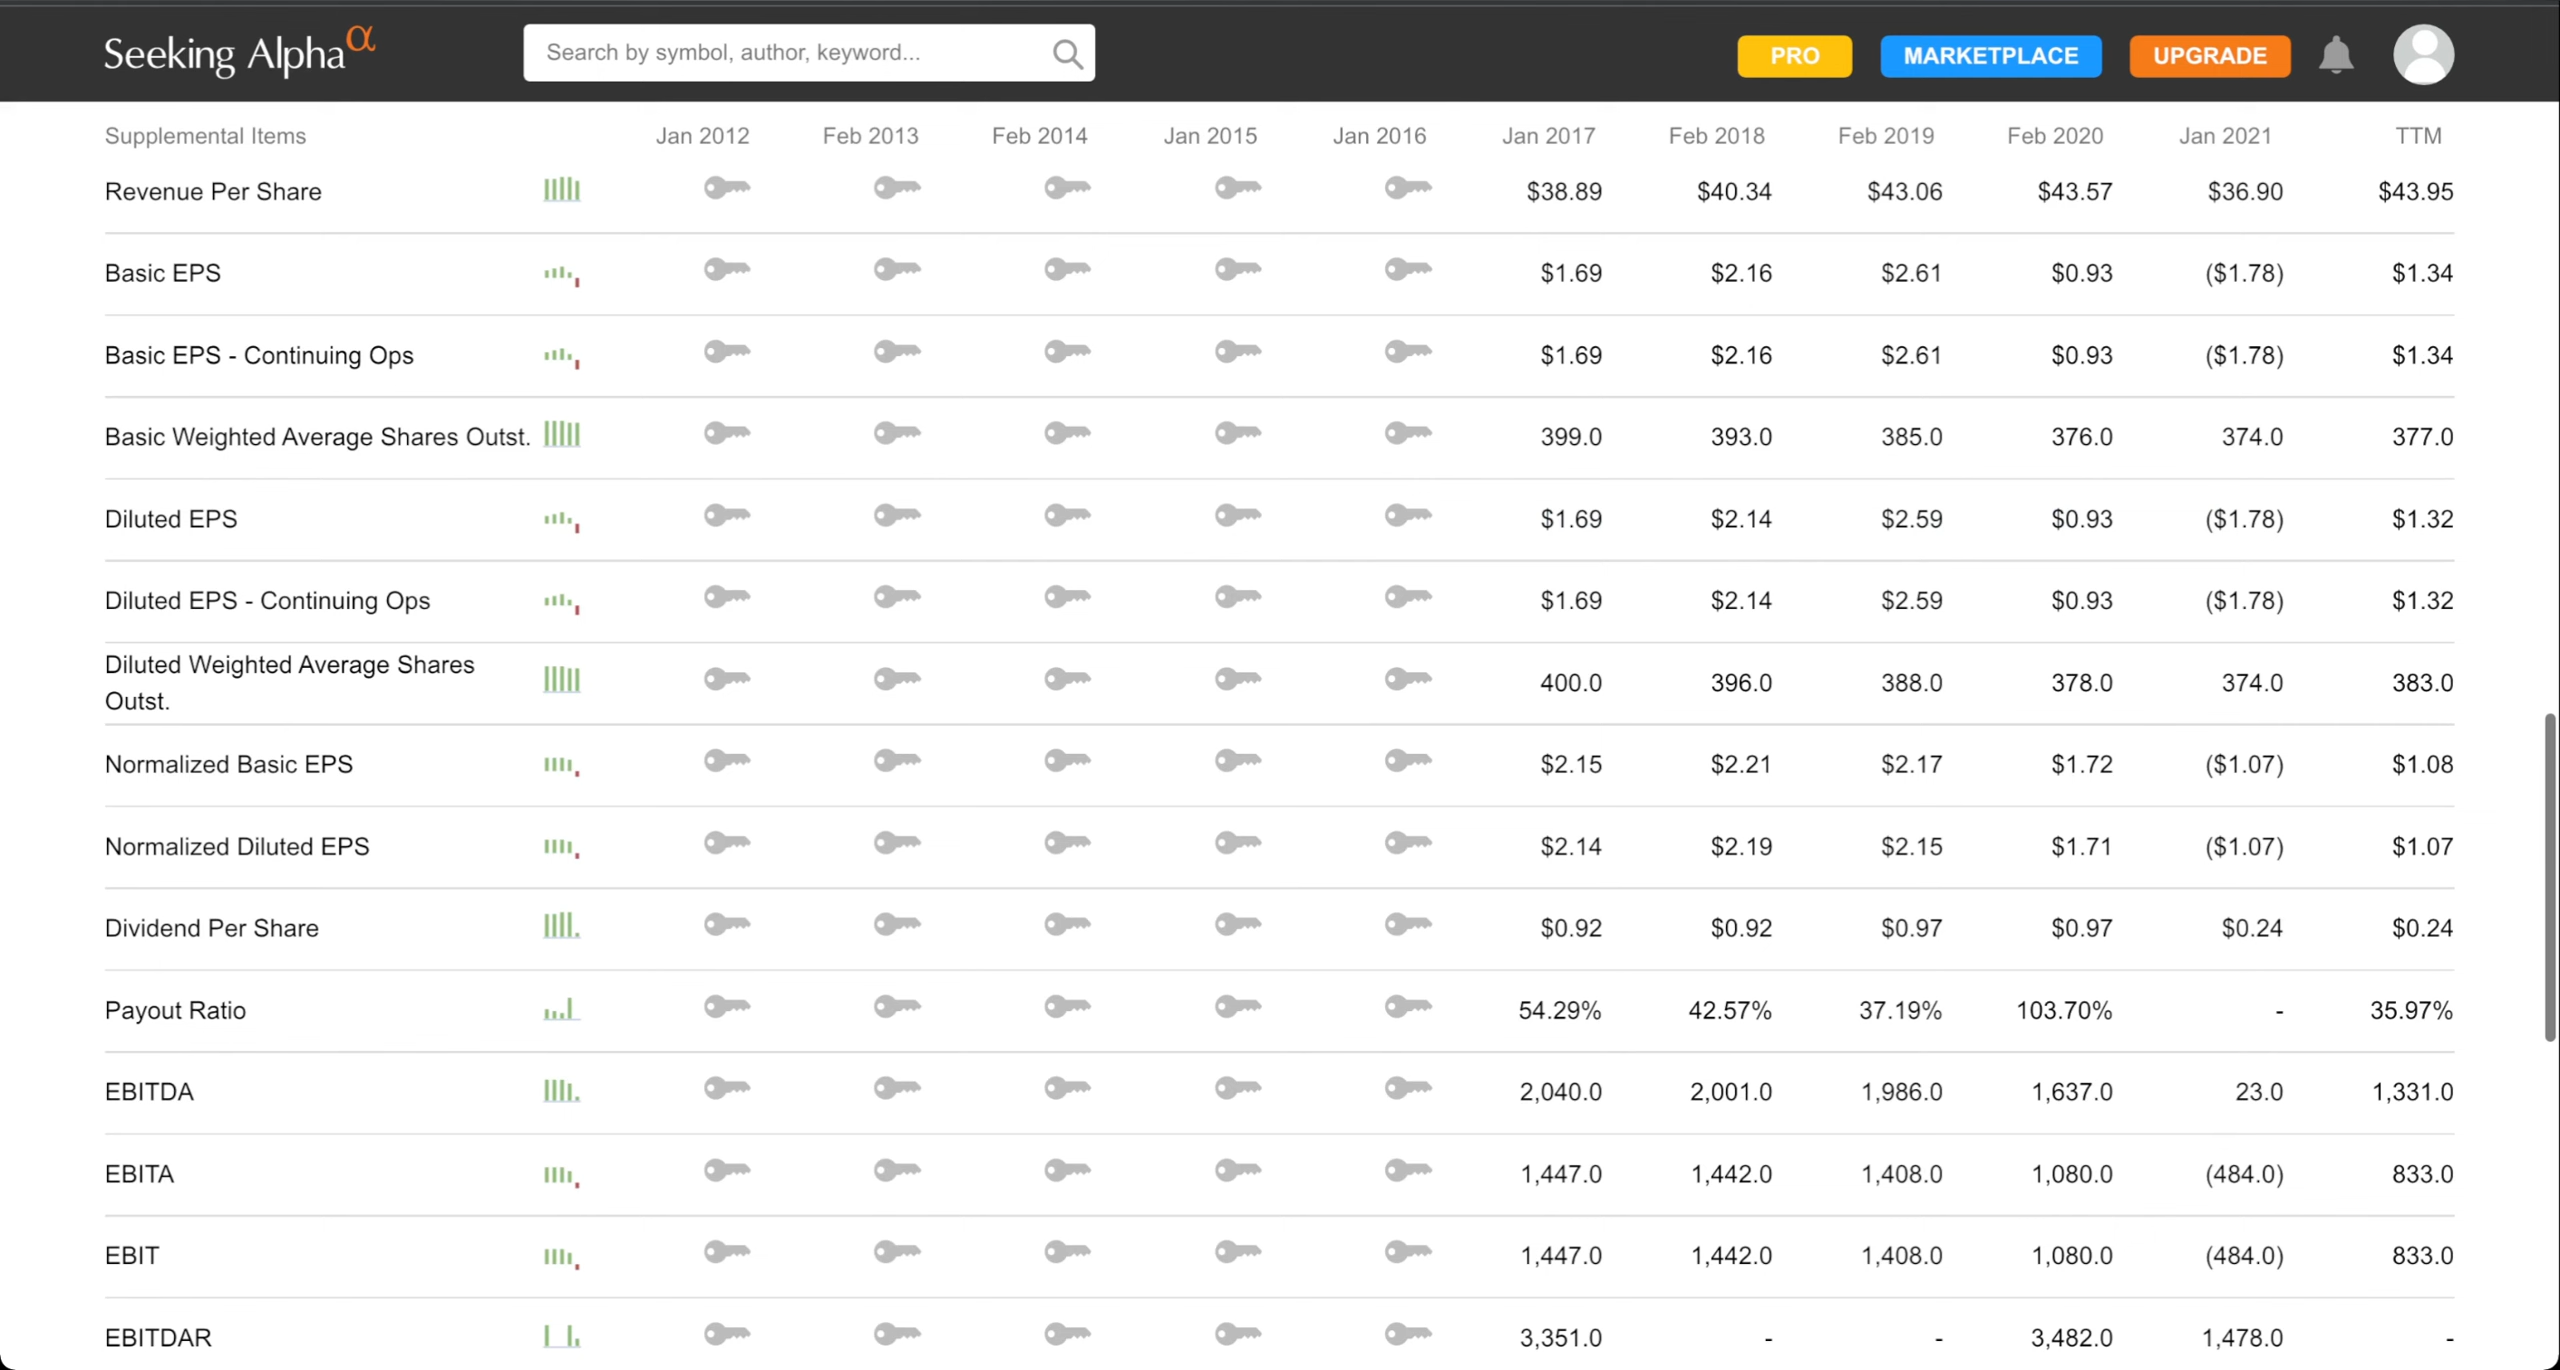 Seeking Alpha α
Search by symbol, author, keyword...
PRO
MARKETPLACE
UPGRADE
Supplemental Items Jan 2012 Feb 2013 Feb 2014 Jan 2015 Jan 2016 Jan 2017 Feb 2018 Feb 2019 Feb 2020 Jan 2021 TTM
Revenue Per Share $38.89 $40.34 $43.06 $43.57 $36.90 $43.95
Basic EPS $1.69 $2.16 $2.61 $0.93 ($1.78) $1.34
Basic EPS - Continuing Ops $1.69 $2.16 $2.61 $0.93 ($1.78) $1.34
Basic Weighted Average Shares Outst. 399.0 393.0 385.0 376.0 374.0 377.0
Diluted EPS $1.69 $2.14 $2.59 $0.93 ($1.78) $1.32
Diluted EPS - Continuing Ops $1.69 $2.14 $2.59 $0.93 ($1.78) $1.32
Diluted Weighted Average Shares
Outst. 400.0 396.0 388.0 378.0 374.0 383.0
Normalized Basic EPS $2.15 $2.21 $2.17 $1.72 ($1.07) $1.08
Normalized Diluted EPS $2.14 $2.19 $2.15 $1.71 ($1.07) $1.07
Dividend Per Share $0.92 $0.92 $0.97 $0.97 $0.24 $0.24
Payout Ratio 54.29% 42.57% 37.19% 103.70% - 35.97%
EBITDA 2,040.0 2,001.0 1,986.0 1,637.0 23.0 1,331.0
EBITA 1,447.0 1,442.0 1,408.0 1,080.0 (484.0) 833.0
EBIT 1,447.0 1,442.0 1,408.0 1,080.0 (484.0) 833.0
EBITDAR 3,351.0 - - 3,482.0 1,478.0 -